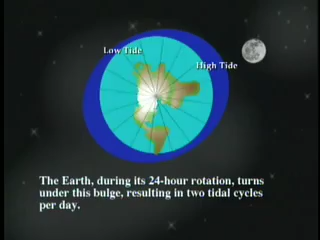 Low Tide
High Tide
The Earth, during its 24-hour rotation, turns
under this bulge, resulting in two tidal cycles
per day.